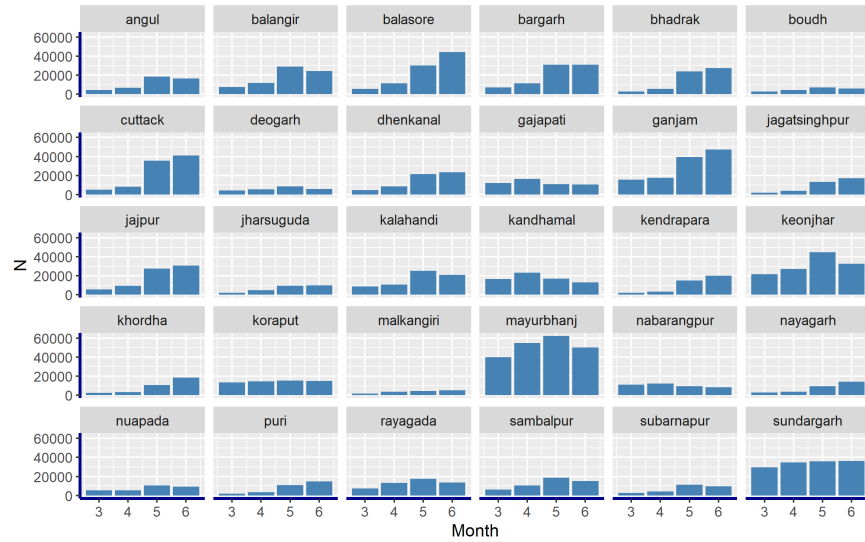 angul balangir balasore bargarh bhadrak boudh
60000
40000
20000
0
cuttack deogarh dhenkanal gajapati ganjam jagatsinghpur
60000
40000
20000
0
jajpur jharsuguda kalahandi kandhamal kendrapara keonjhar
60000
40000
20000
0
N
khordha koraput malkangiri mayurbhanj nabarangpur nayagarh
60000
40000
20000
0
nuapada puri rayagada sambalpur subarnapur sundargarh
60000
40000
20000
0
3 4 5 6 3 4 5 6 3 4 5 6 3 4 5 6 3 4 5 6 3 4 5 6
Month